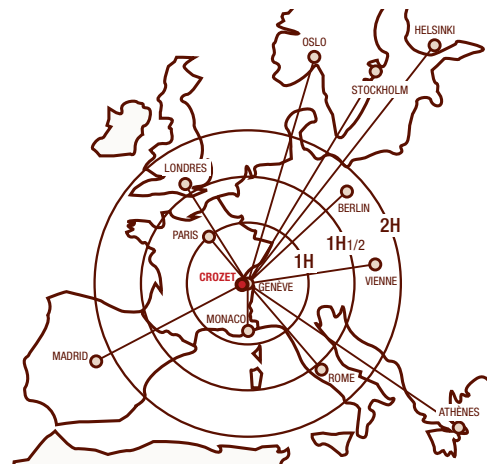 HELSINKI
OSLO
STOCKHOLM
LONDRES
BERLIN
2H
PARIS
1H1/2
1H
VIENNE
CROZET
GENÈVE
MONACO
MADRID
ROME
ATHÈNES